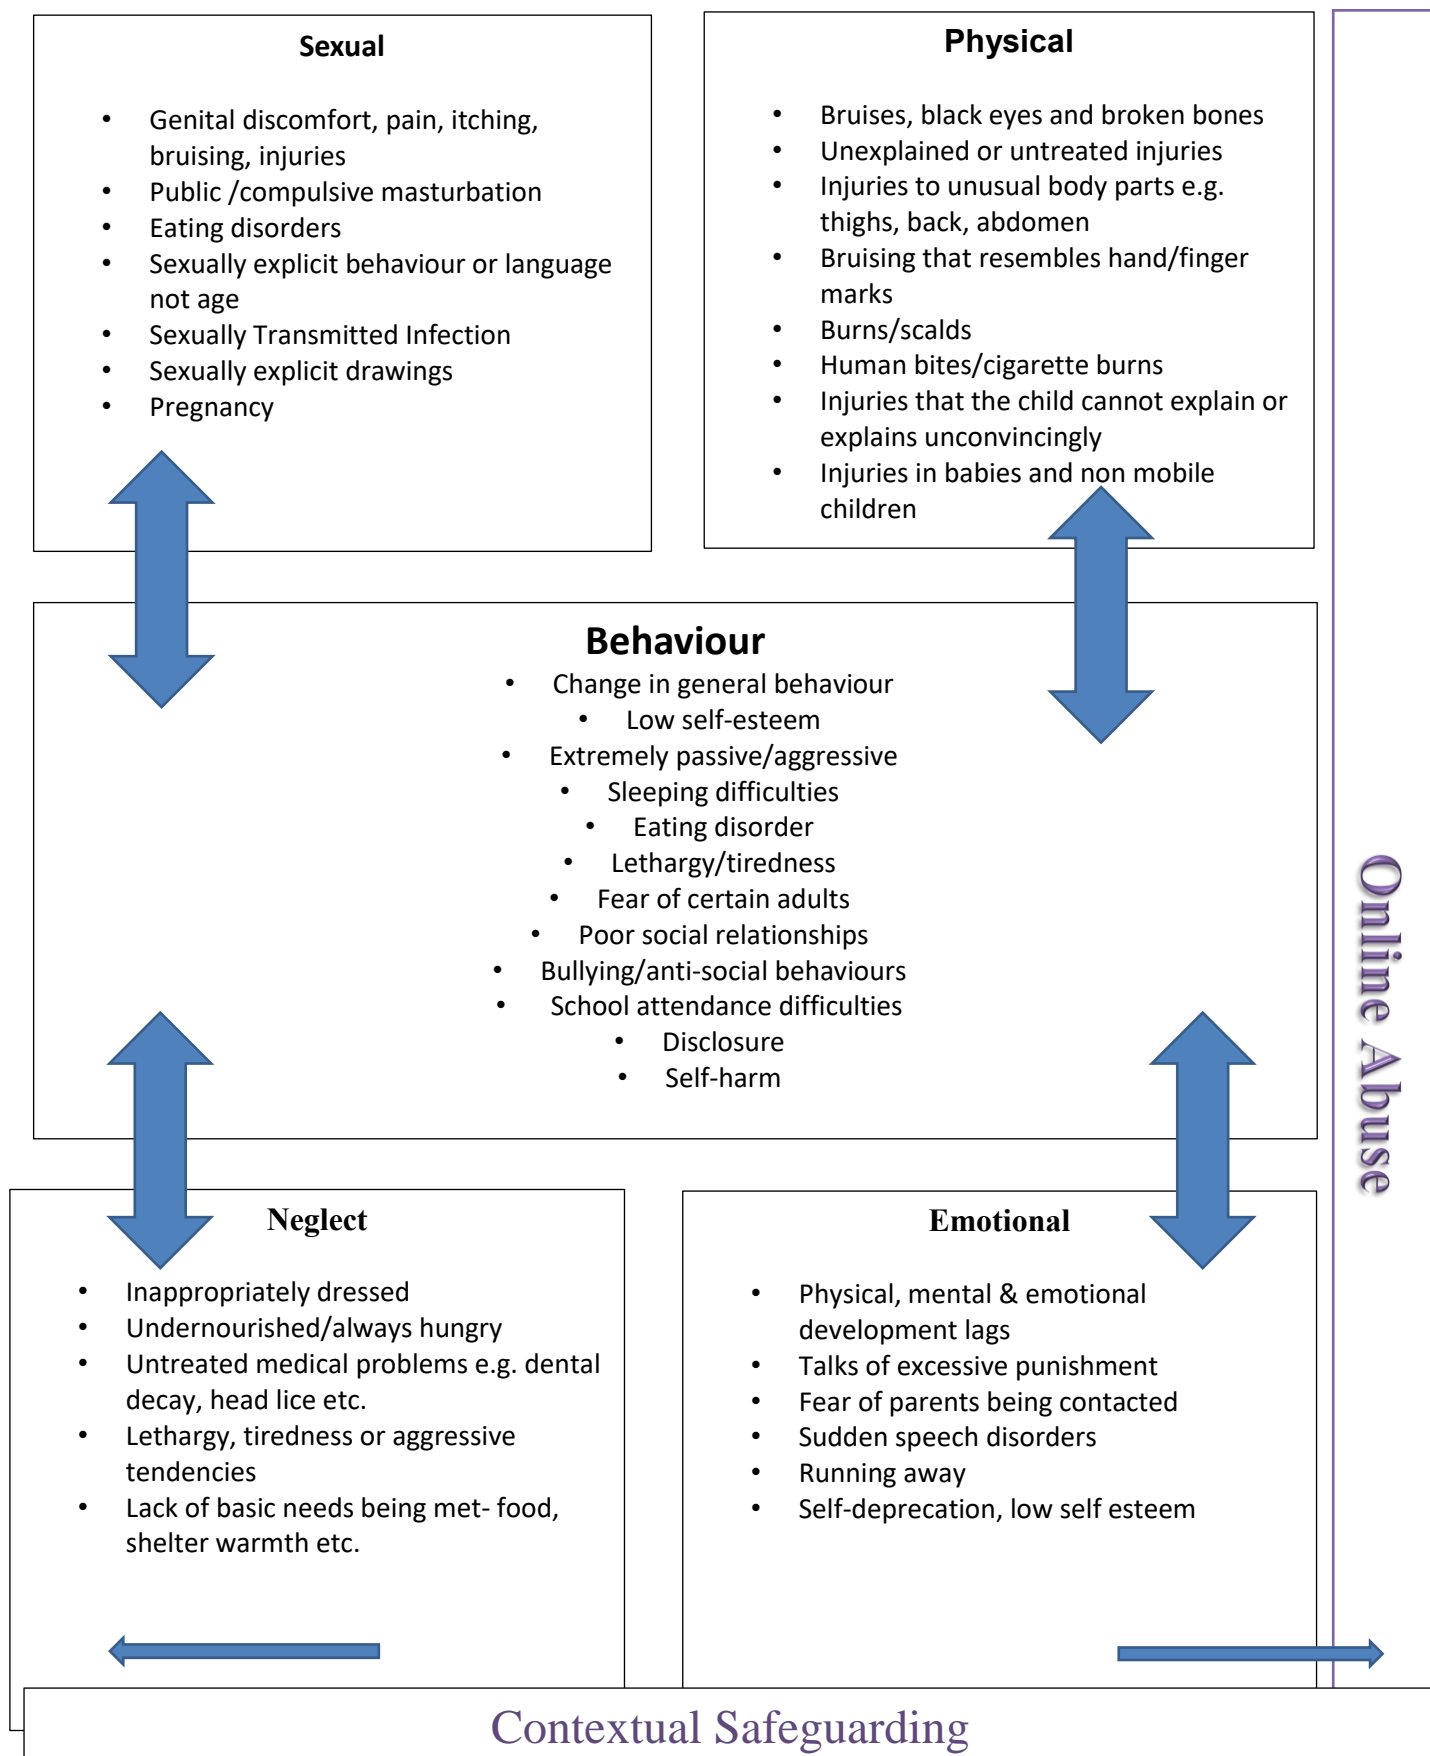 Sexual
• Genital discomfort, pain, itching,
bruising, injuries
• Public /compulsive masturbation
• Eating disorders
• Sexually explicit behaviour or language
not age
• Sexually Transmitted Infection
• Sexually explicit drawings
• Pregnancy
Physical
• Bruises, black eyes and broken bones
• Unexplained or untreated injuries
• Injuries to unusual body parts e.g.
thighs, back, abdomen
• Bruising that resembles hand/finger
marks
• Burns/scalds
• Human bites/cigarette burns
• Injuries that the child cannot explain or
explains unconvincingly
• Injuries in babies and non mobile
children
Behaviour
• Change in general behaviour
• Low self-esteem
• Extremely passive/aggressive
• Sleeping difficulties
• Eating disorder
• Lethargy/tiredness
• Fear of certain adults
• Poor social relationships
• Bullying/anti-social behaviours
• School attendance difficulties
• Disclosure
• Self-harm
Neglect
• Inappropriately dressed
• Undernourished/always hungry
• Untreated medical problems e.g. dental
decay, head lice etc.
• Lethargy, tiredness or aggressive
tendencies
• Lack of basic needs being met- food,
shelter warmth etc.
Emotional
• Physical, mental & emotional
development lags
• Talks of excessive punishment
• Fear of parents being contacted
• Sudden speech disorders
• Running away
• Self-deprecation, low self esteem
Online Abuse
Contextual Safeguarding